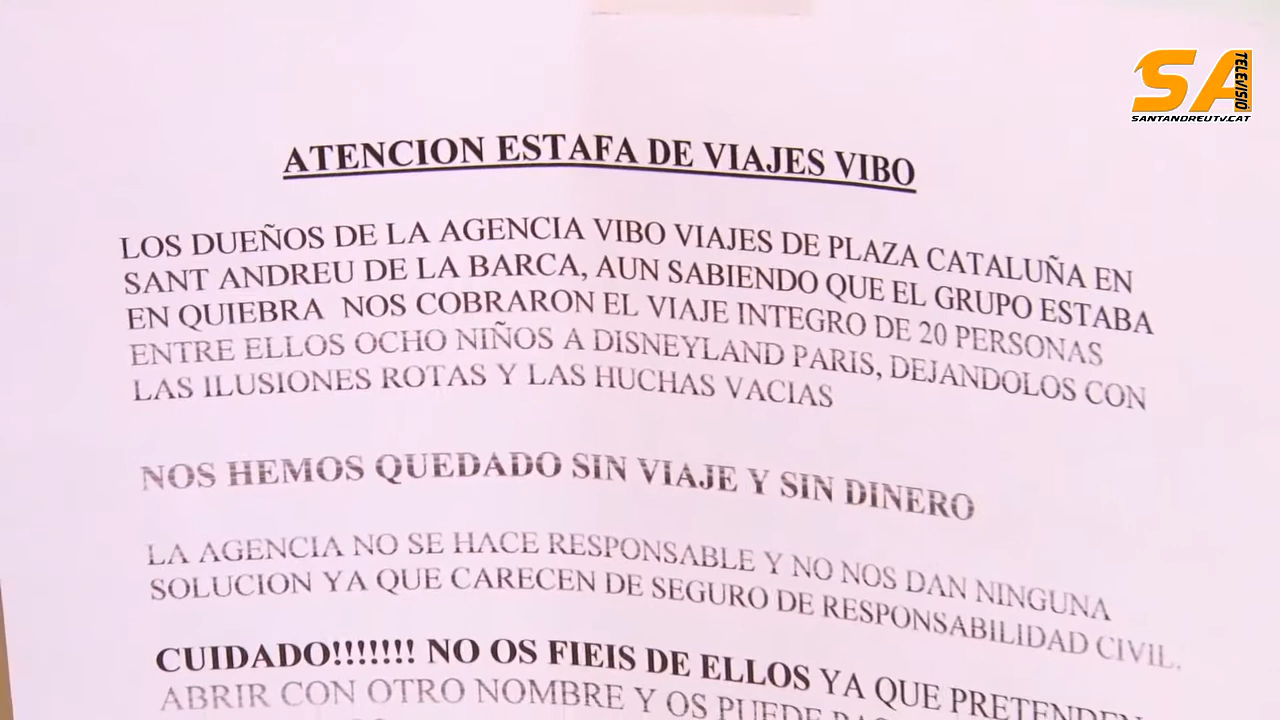 SA
TELEVISIÓ
SANTANDREUTV.CAT
ATENCION ESTAFA DE VIAJES VIBO
LOS DUEÑOS DE LA AGENCIA VIBO VIAJES DE PLAZA CATALUÑA EN
SANT ANDREU DE LA BARCA, AUN SABIENDO QUE EL GRUPO ESTABA
EN QUIEBRA NOS COBRARON EL VIAJE INTEGRO DE 20 PERSONAS
ENTRE ELLOS OCHO NIÑOS A DISNEYLAND PARIS, DEJANDOLOS CON
LAS ILUSIONES ROTAS Y LAS HUCHAS VACIAS
NOS HEMOS QUEDADO SIN VIAJE Y SIN DINERO
LA AGENCIA NO SE HACE RESPONSABLE Y NO NOS DAN NINGUNA
SOLUCION YA QUE CARECEN DE SEGURO DE RESPONSABILIDAD CIVIL.
CUIDADO!!!!!!! NO OS FIEIS DE ELLOS YA QUE PRETENDEN
ABRIR CON OTRO NOMBRE Y OS PUEDE